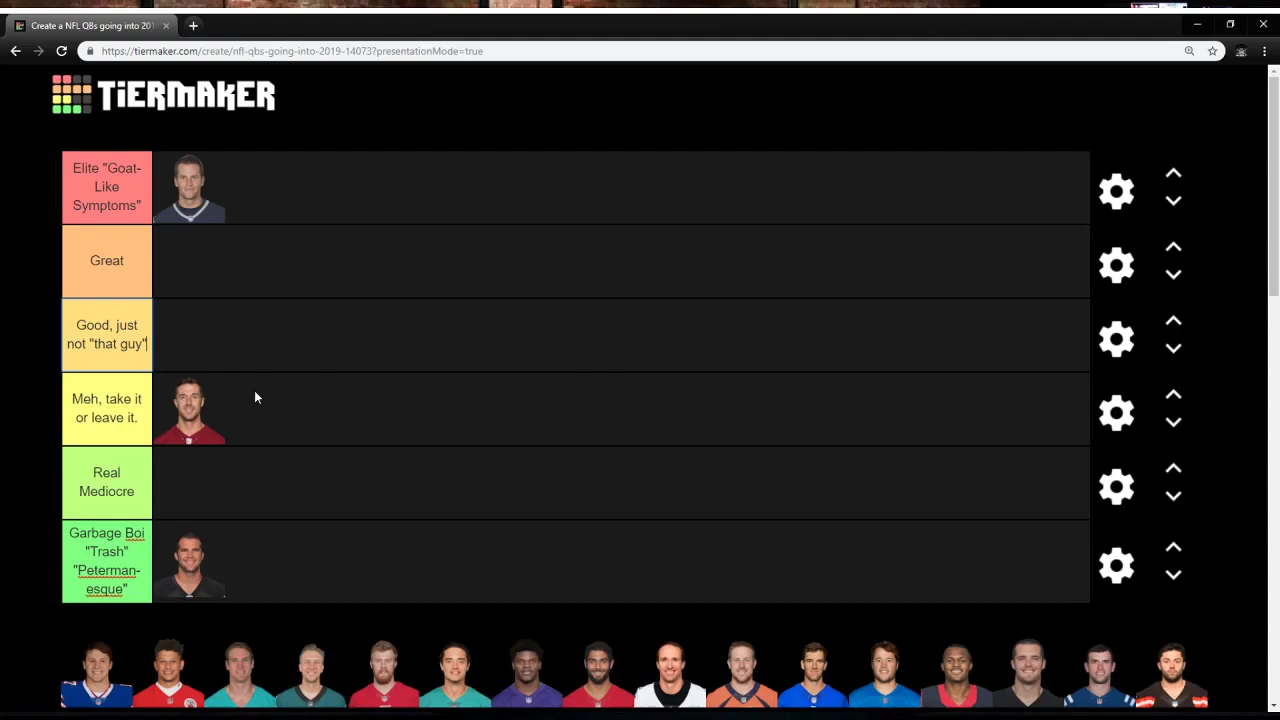 Create a NFL QBs going into 201
https://tiermaker.com/create/nfl-qbs-going-into-2019-14073?presentationMode=true
TiERMAKER
Elite "Goat-
Like
Symptoms"
Great
Good, just
not "that guy"
Meh, take it
or leave it.
Real
Mediocre
Garbage Boi
"Trash"
"Peterman-
esque"